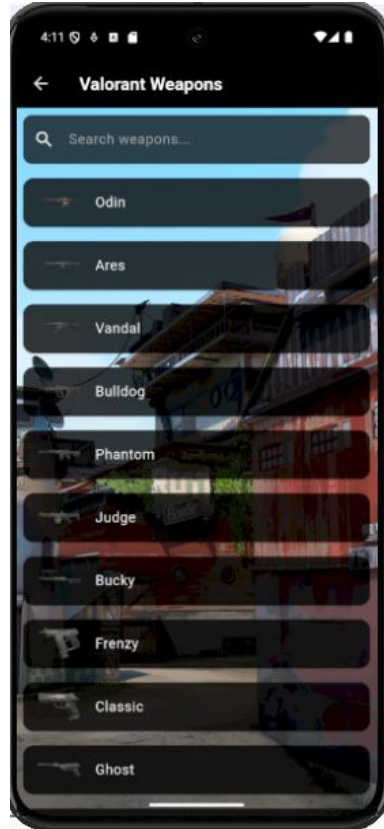 4:11
Valorant Weapons
Search weapons...
Odin
Ares
Vandal
Bulldog
Phantom
Judge
Bucky
Frenzy
Classic
Ghost